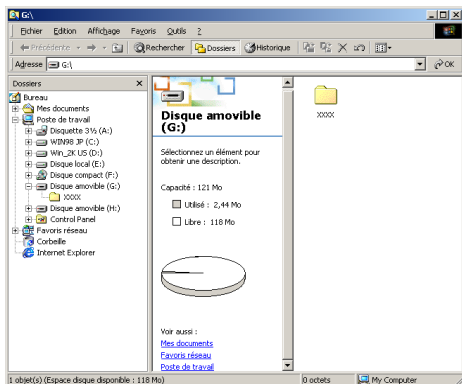 G:\
Fichier Edition Affichage Favoris Outils ?
Précédente Rechercher Dossiers Historique
Adresse G:\ OK
Dossiers
Bureau
Mes documents
Poste de travail
Disquette 3½ (A:)
WIN98 JP (C:)
Win_2K US (D:)
Disque local (E:)
Disque compact (F:)
Disque amovible (G:)
XXXX
Disque amovible (H:)
Control Panel
Favoris réseau
Corbeille
Internet Explorer
Disque amovible
(G:)
Sélectionnez un élément pour
obtenir une description.
Capacité : 121 Mo
Utilisé : 2,44 Mo
Libre : 118 Mo
Voir aussi :
Mes documents
Favoris réseau
Poste de travail
XXXX
1 objet(s) (Espace disque disponible : 118 Mo) 0 octets My Computer